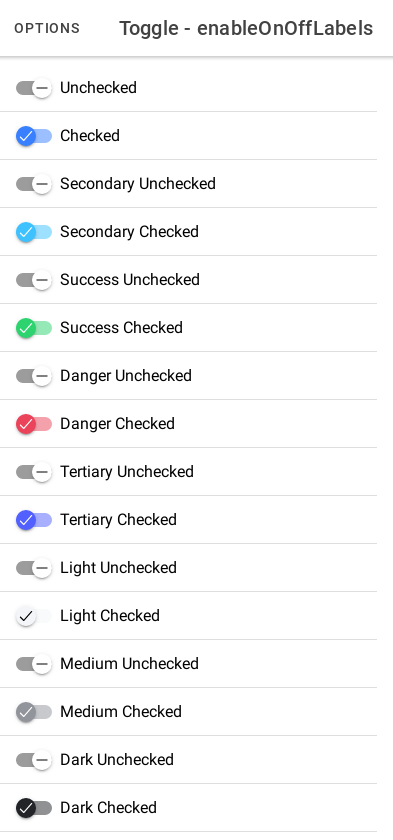 OPTIONS Toggle - enableOnOffLabels
Unchecked
Checked
Secondary Unchecked
Secondary Checked
Success Unchecked
Success Checked
Danger Unchecked
Danger Checked
Tertiary Unchecked
Tertiary Checked
Light Unchecked
Light Checked
Medium Unchecked
Medium Checked
Dark Unchecked
Dark Checked